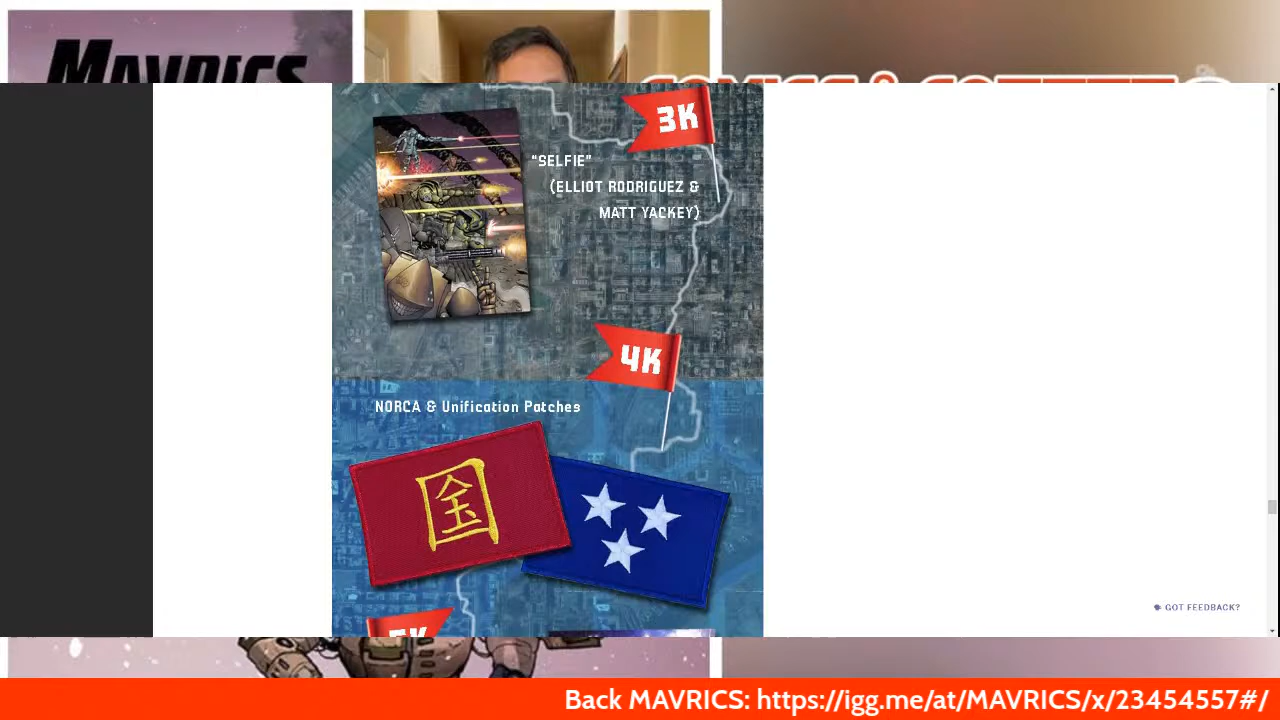 MAVRICS
3K
"SELFIE"
(ELLIOT RODRIGUEZ &
MATT YACKEY)
4K
NORCA & Unification Patches
5K
GOT FEEDBACK?
Back MAVRICS: https://igg.me/at/MAVRICS/x/23454557#/